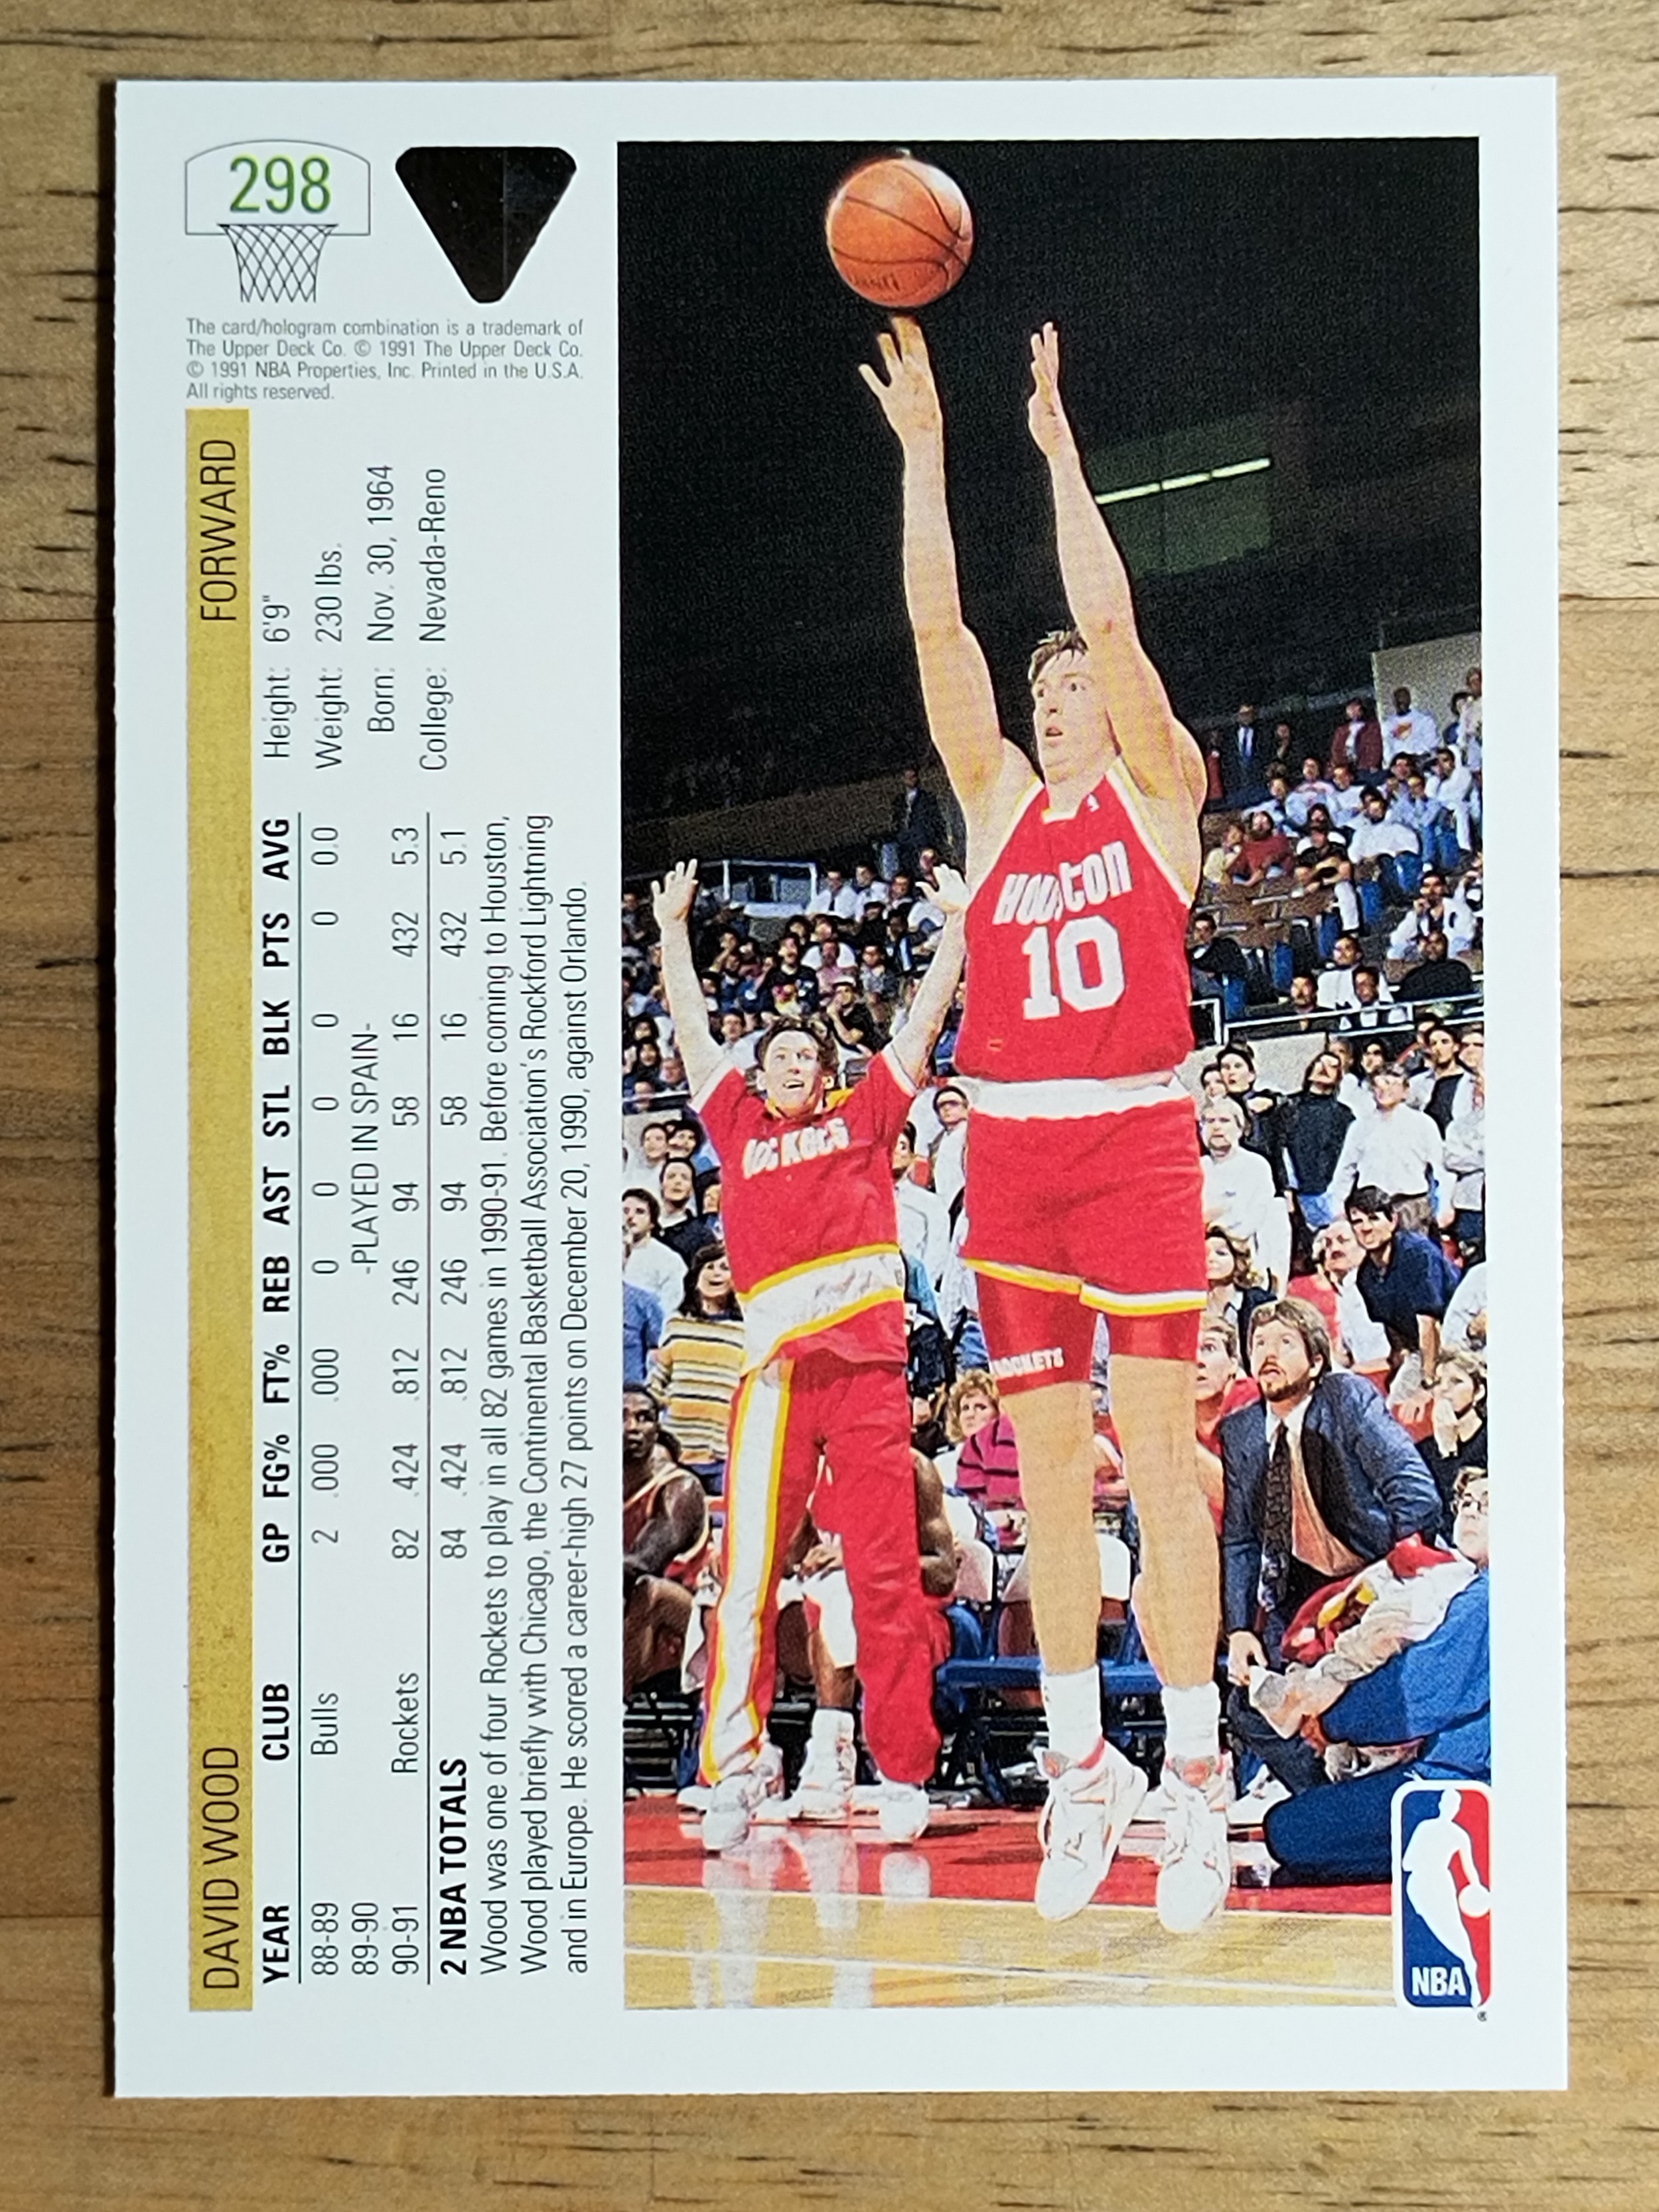 298
The card/hologram combination is a trademark of
The Upper Deck Co. © 1991 The Upper Deck Co.
© 1991 NBA Properties, Inc. Printed in the U.S.A.
All rights reserved.
DAVID WOOD FORWARD
YEAR CLUB GP FG% FT% REB AST STL BLK PTS AVG
88-89 Bulls 2 .000 .000 0 0 0 0 0 0.0
89-90 -PLAYED IN SPAIN-
90-91 Rockets 82 .424 .812 246 94 58 16 432 5.3
2 NBA TOTALS 84 .424 .812 246 94 58 16 432 5.1
Height: 6'9"
Weight: 230 lbs.
Born: Nov. 30, 1964
College: Nevada-Reno
Wood was one of four Rockets to play in all 82 games in 1990-91. Before coming to Houston,
Wood played briefly with Chicago, the Continental Basketball Association's Rockford Lightning
and in Europe. He scored a career-high 27 points on December 20, 1990, against Orlando.
HOUSTON
10
ROCKETS
ROCKETS
NBA
®